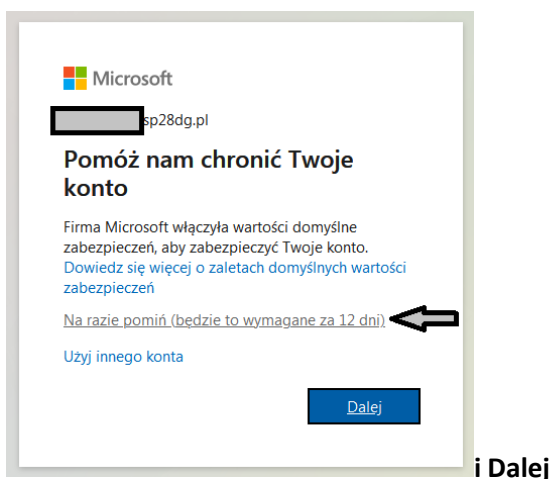 Microsoft
sp28dg.pl
Pomóż nam chronić Twoje
konto
Firma Microsoft włączyła wartości domyślne
zabezpieczeń, aby zabezpieczyć Twoje konto.
Dowiedz się więcej o zaletach domyślnych wartości
zabezpieczeń
Na razie pomiń (będzie to wymagane za 12 dni)
Użyj innego konta
Dalej
i Dalej